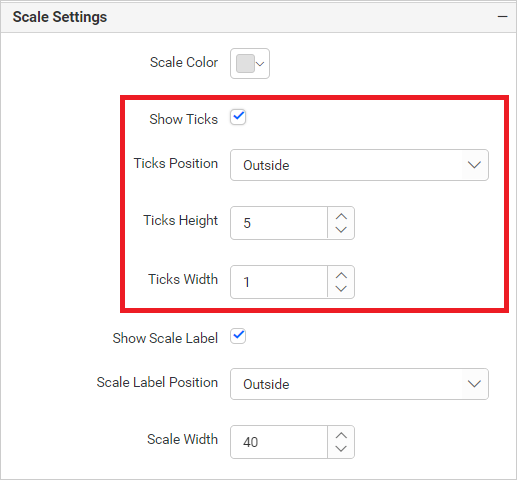 Scale Settings
Scale Color
Show Ticks
Ticks Position Outside
Ticks Height 5
Ticks Width 1
Show Scale Label
Scale Label Position Outside
Scale Width 40